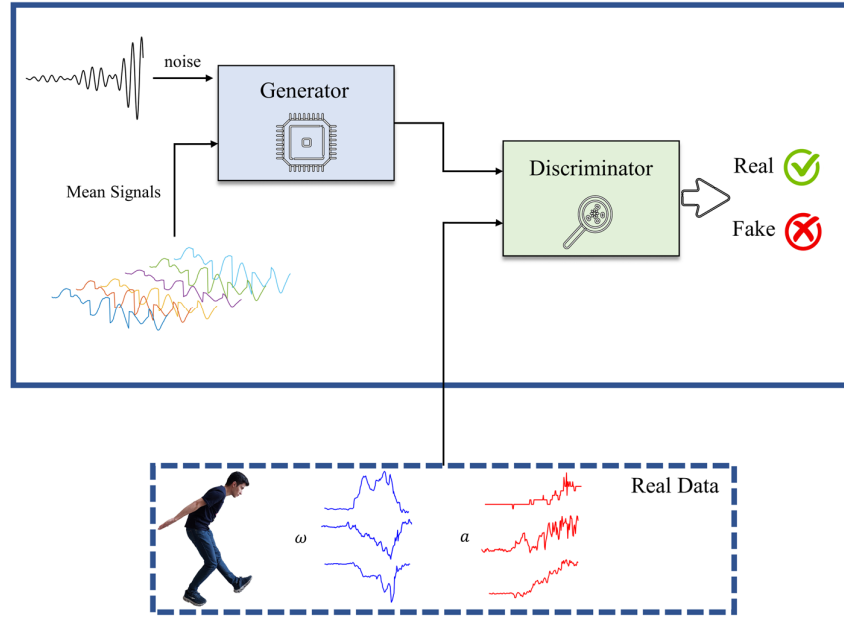 noise
Generator
Mean Signals
Discriminator
Real
Fake
Real Data
ω
a